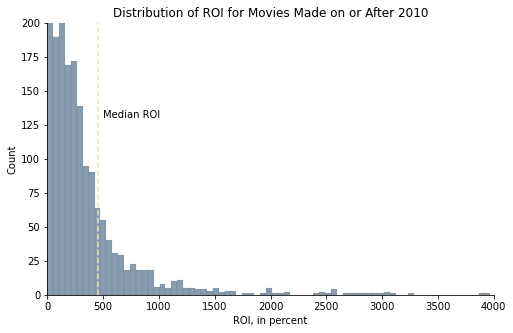 Distribution of ROI for Movies Made on or After 2010
200
175
150
125
100
75
50
25
0
Count
Median ROI
0 500 1000 1500 2000 2500 3000 3500 4000
ROI, in percent